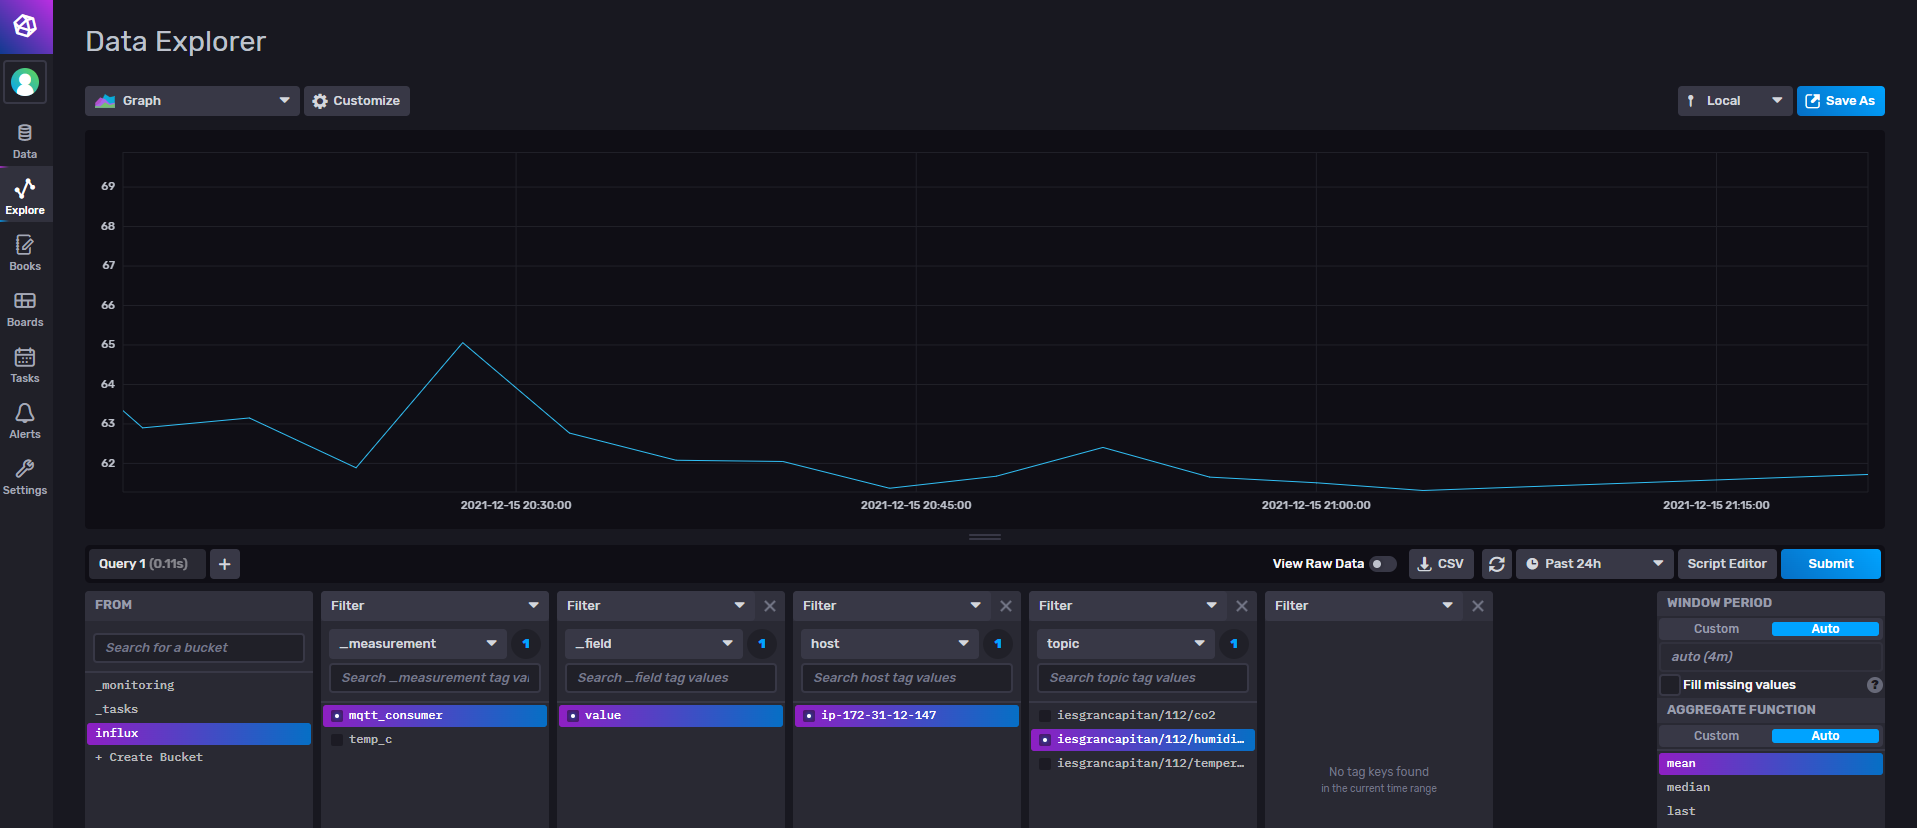 Data Explorer
Graph
Customize
Local
Save As
Data
Explore
Books
Boards
Tasks
Alerts
Settings
69
68
67
66
65
64
63
62
2021-12-15 20:30:00
2021-12-15 20:45:00
2021-12-15 21:00:00
2021-12-15 21:15:00
Query 1 (0.11s)
+
View Raw Data
CSV
Past 24h
Script Editor
Submit
FROM
Search for a bucket
_monitoring
_tasks
influx
+ Create Bucket
Filter
_measurement
1
Search _measurement tag val
mqtt_consumer
temp_c
Filter
_field
1
Search _field tag values
value
Filter
host
1
Search host tag values
ip-172-31-12-147
Filter
topic
1
Search topic tag values
iesgrancapitan/112/co2
iesgrancapitan/112/humidi…
iesgrancapitan/112/temper…
Filter
No tag keys found
in the current time range
WINDOW PERIOD
Custom
Auto
auto (4m)
Fill missing values
?
AGGREGATE FUNCTION
Custom
Auto
mean
median
last